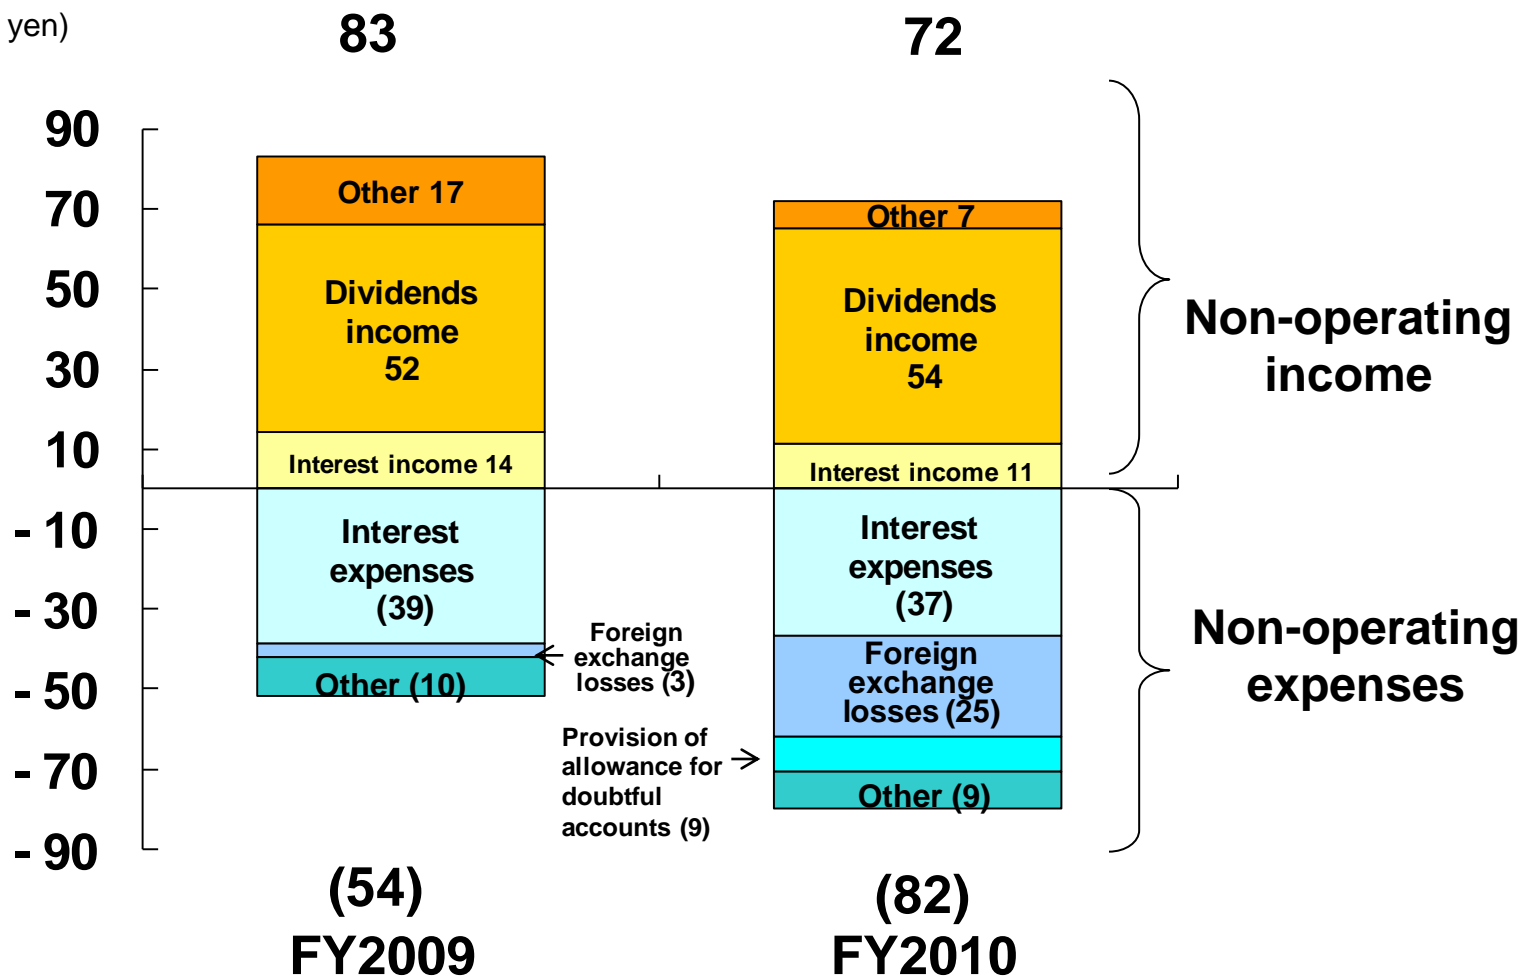 yen)
83
72
90
70
50
30
10
- 10
- 30
- 50
- 70
- 90
Other 17
Dividends
income
52
Interest income 14
Interest
expenses
(39)
Foreign
exchange
losses (3)
Other (10)
(54)
FY2009
Other 7
Dividends
income
54
Interest income 11
Interest
expenses
(37)
Foreign
exchange
losses (25)
Provision of
allowance for
doubtful
accounts (9)
Other (9)
(82)
FY2010
Non-operating
income
Non-operating
expenses